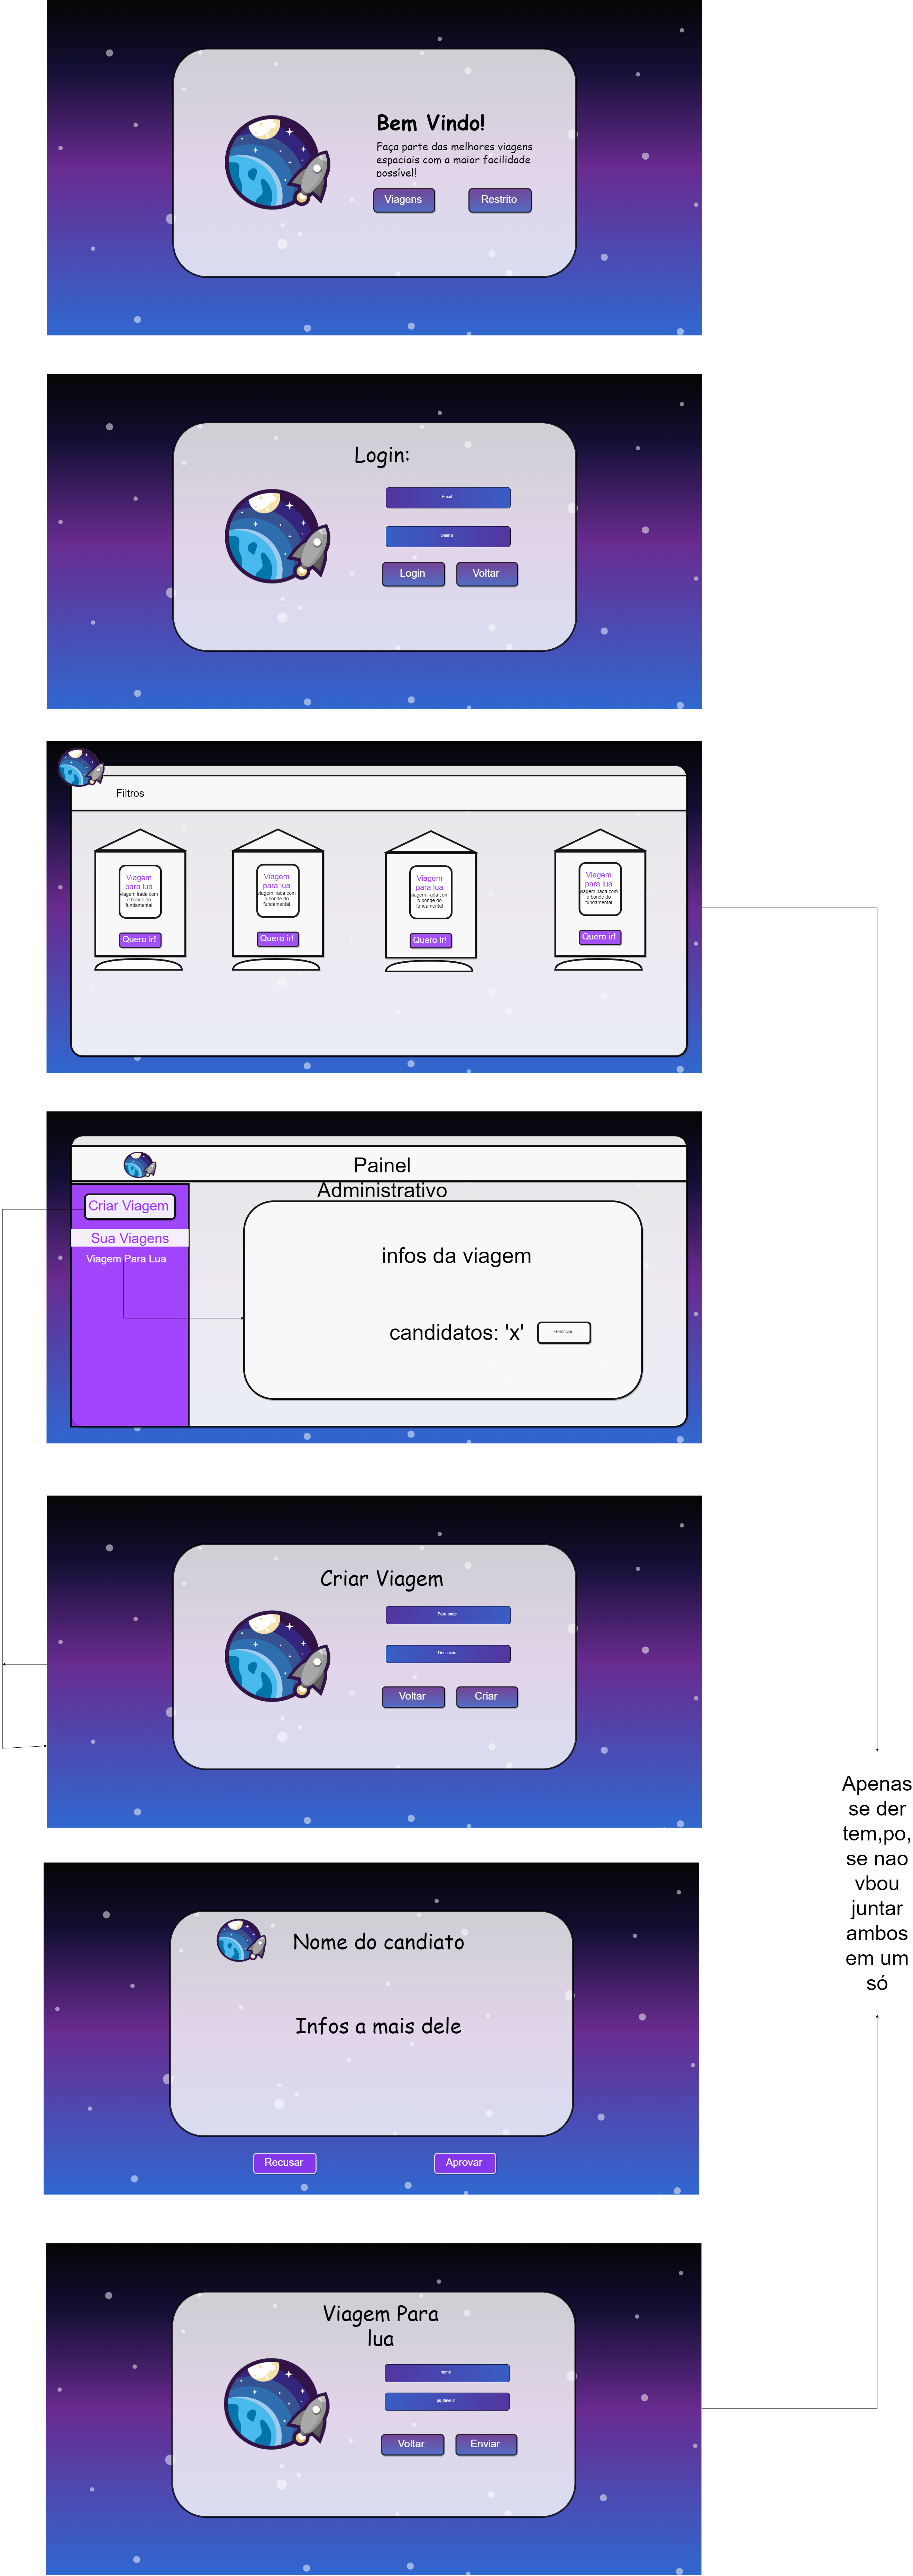 Bem Vindo!
Faça parte das melhores viagens
espaciais com a maior facilidade
possível!
Viagens
Restrito
Login:
Email
Senha
Login
Voltar
Filtros
Viagem
para lua
viagem irada com
o bonde do
fundamental
Quero ir!
Viagem
para lua
viagem irada com
o bonde do
fundamental
Quero ir!
Viagem
para lua
viagem irada com
o bonde do
fundamental
Quero ir!
Viagem
para lua
viagem irada com
o bonde do
fundamental
Quero ir!
Painel
Administrativo
Criar Viagem
Sua Viagens
Viagem Para Lua
infos da viagem
candidatos: 'x'
Gerenciar
Criar Viagem
Para onde
Descrição
Voltar
Criar
Apenas
se der
tem,po,
se nao
vbou
juntar
ambos
em um
só
Nome do candiato
Infos a mais dele
Recusar
Aprovar
Viagem Para
lua
nome
pq deve ir
Voltar
Enviar